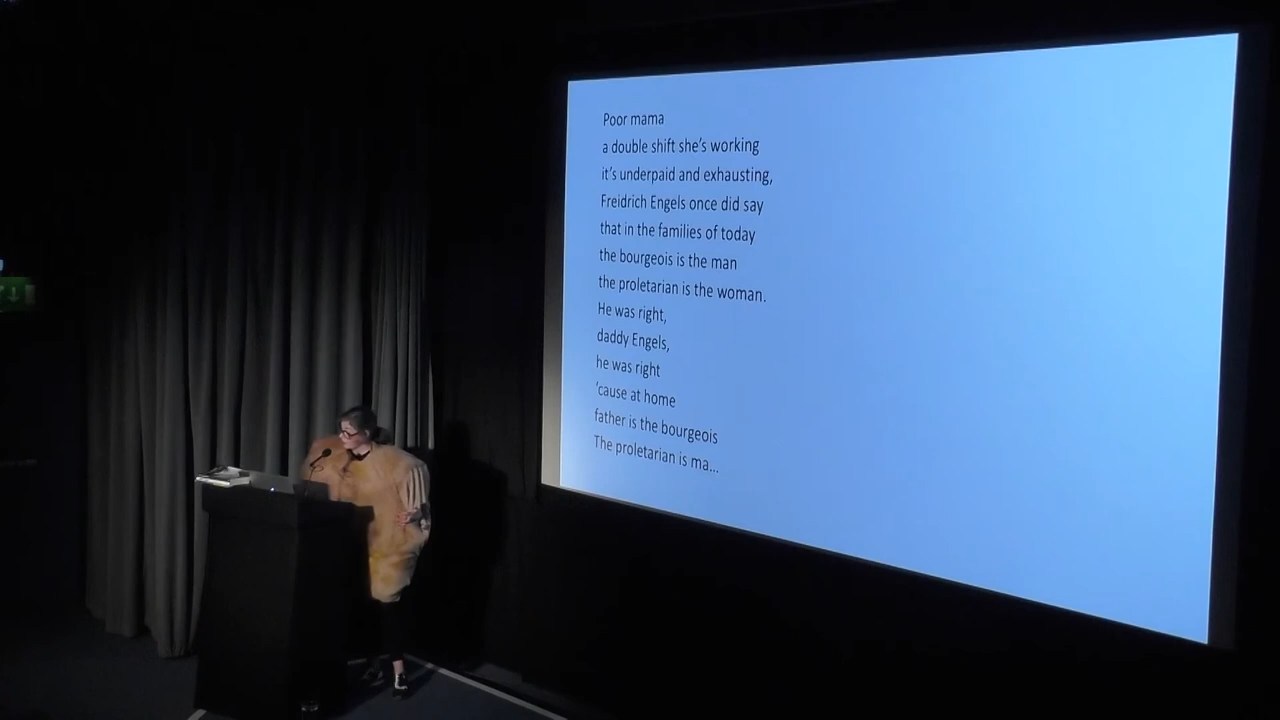 Poor mama
a double shift she's working
it's underpaid and exhausting,
Freidrich Engels once did say
that in the families of today
the bourgeois is the man
the proletarian is the woman.
He was right,
daddy Engels,
he was right
'cause at home
father is the bourgeois
The proletarian is ma...